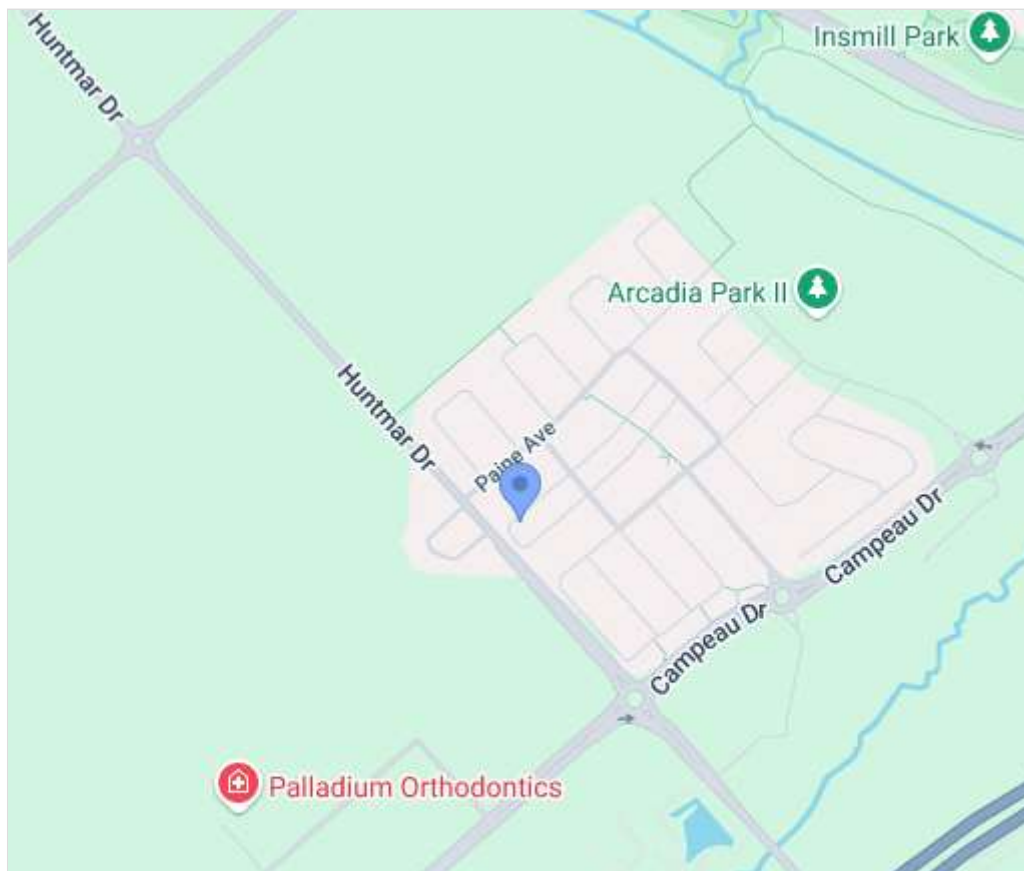 Huntmar Dr
Insmill Park
Arcadia Park II
Huntmar Dr
Paine Ave
Campeau Dr
Campeau Dr
Palladium Orthodontics